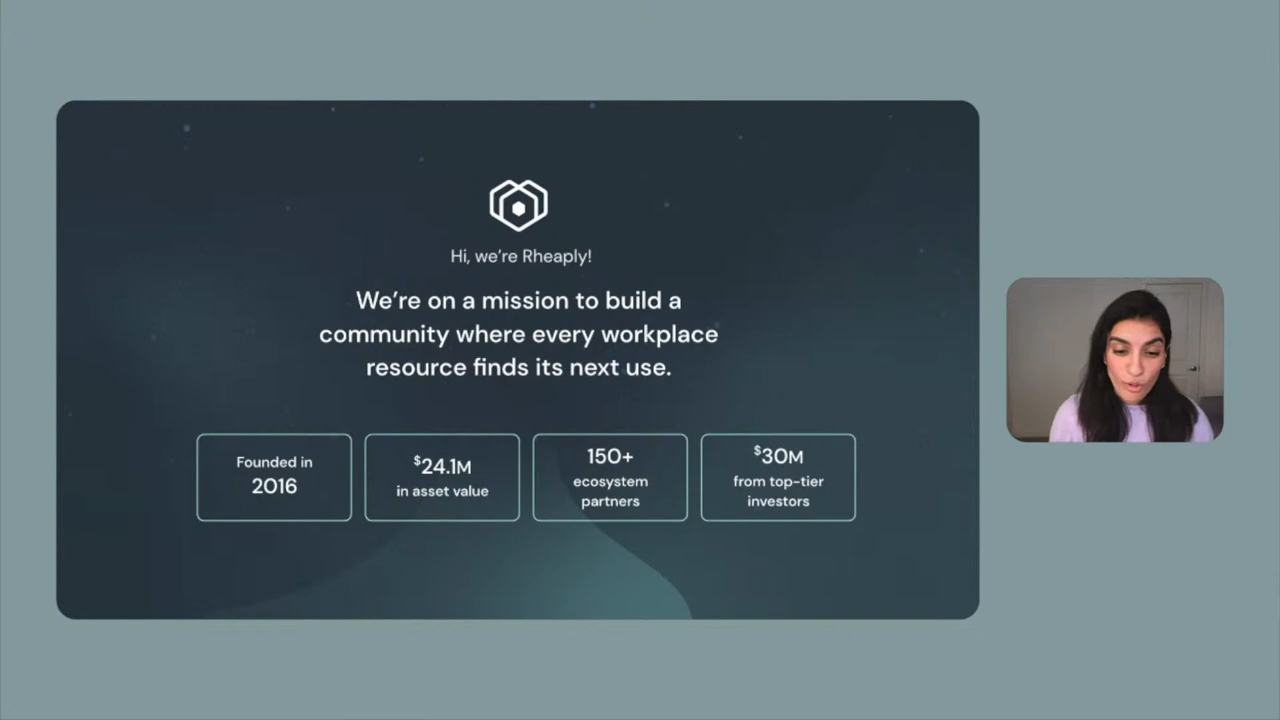 Hi, we’re Rheaply!
We’re on a mission to build a
community where every workplace
resource finds its next use.
Founded in
2016
$24.1M
in asset value
150+
ecosystem
partners
$30M
from top-tier
investors